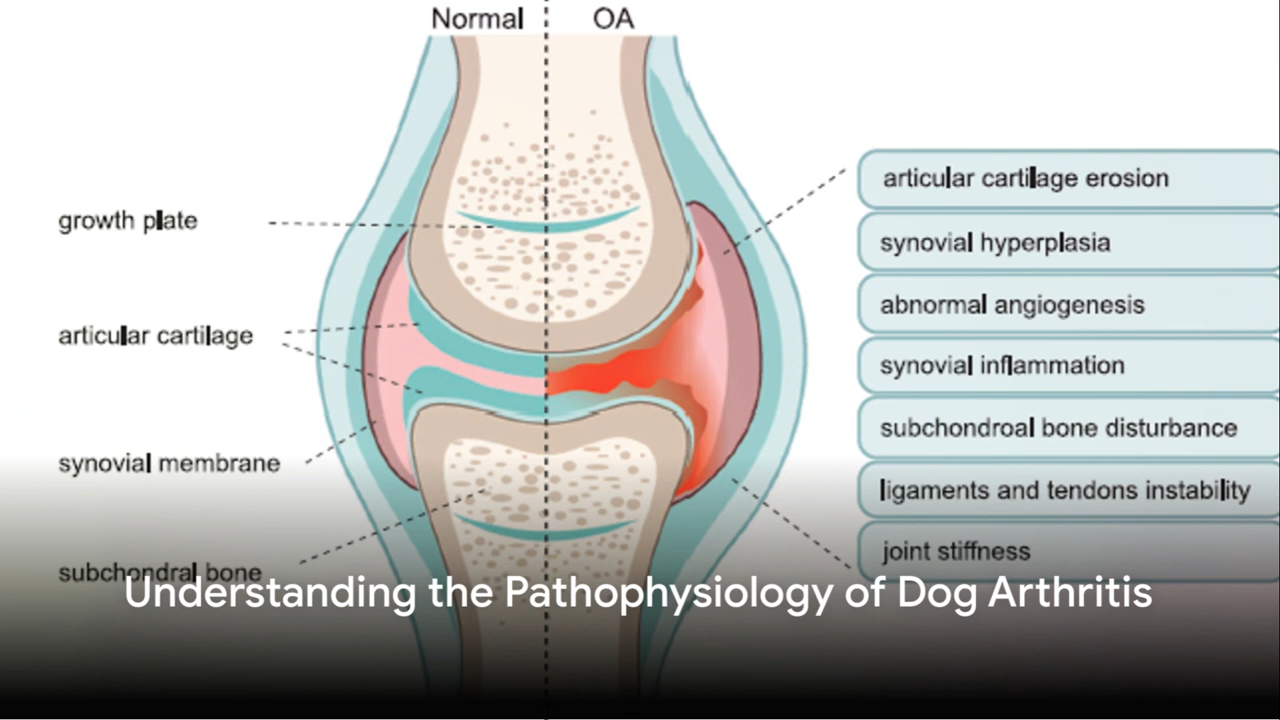 Normal
OA
growth plate
articular cartilage
synovial membrane
subchondral bone
articular cartilage erosion
synovial hyperplasia
abnormal angiogenesis
synovial inflammation
subchondroal bone disturbance
ligaments and tendons instability
joint stiffness
Understanding the Pathophysiology of Dog Arthritis